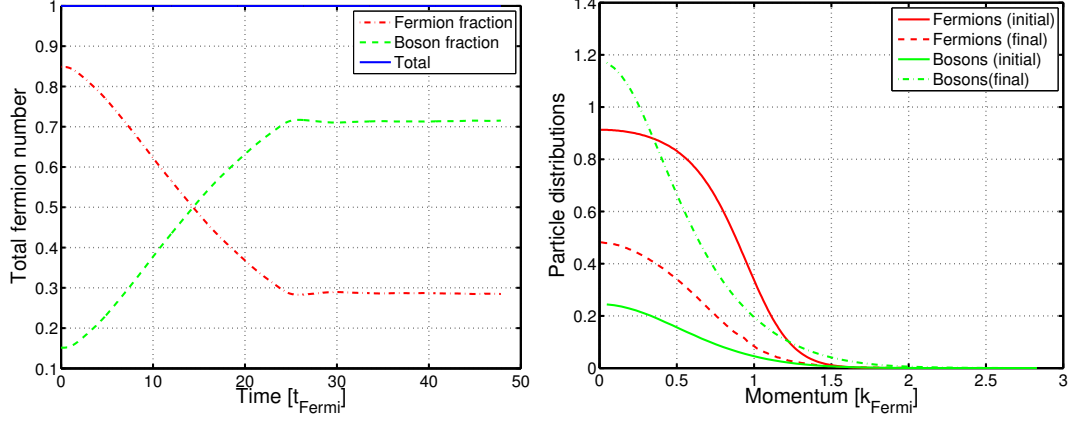 1
0.9
0.8
0.7
0.6
0.5
0.4
0.3
0.2
0.1
0
10
20
30
40
50
Total fermion number
Time [t_Fermi]
Fermion fraction
Boson fraction
Total
1.4
1.2
1
0.8
0.6
0.4
0.2
0
0
0.5
1
1.5
2
2.5
3
Particle distributions
Momentum [k_Fermi]
Fermions (initial)
Fermions (final)
Bosons (initial)
Bosons(final)